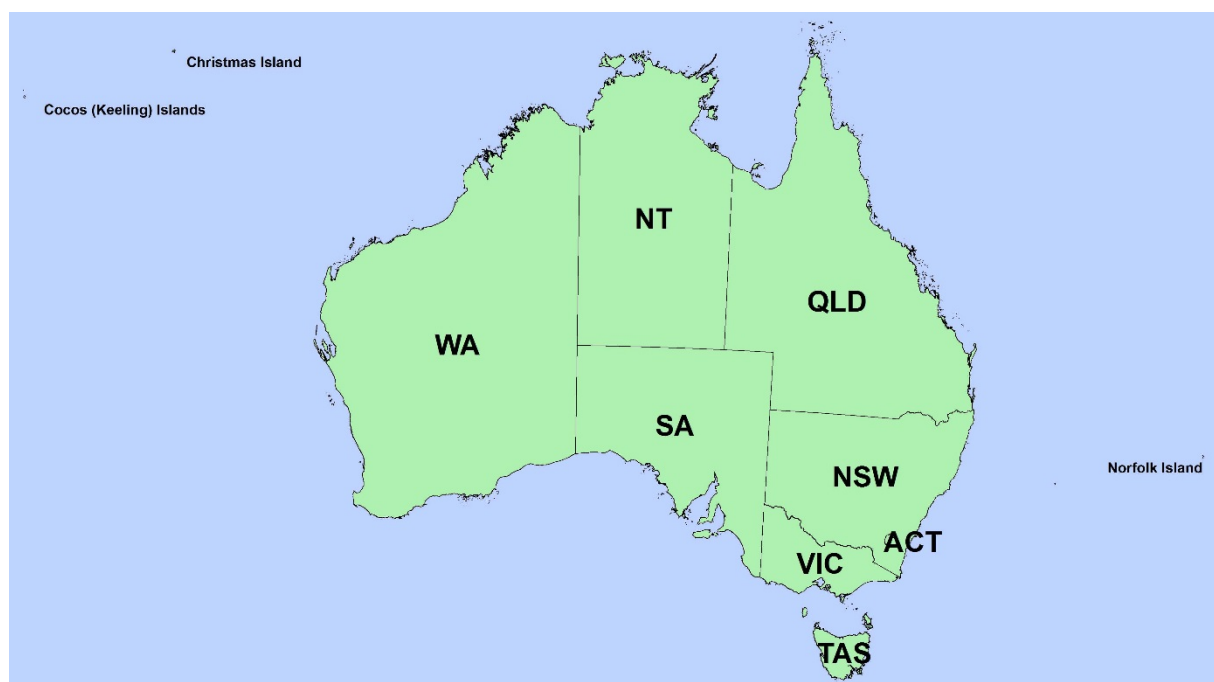 Christmas Island
Cocos (Keeling) Islands
NT
QLD
WA
SA
Norfolk Island
NSW
ACT
VIC
TAS